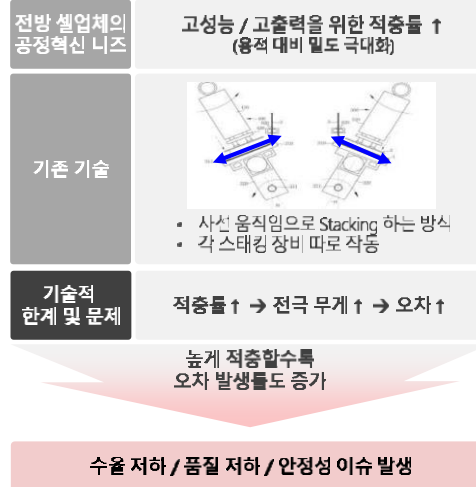 전방 셀업체의
공정혁신 니즈
고성능 / 고출력을 위한 적층률 ↑
(용적 대비 밀도 극대화)
기존 기술
• 사선 움직임으로 Stacking 하는 방식
• 각 스태킹 장비 따로 작동
기술적
한계 및 문제
적층률↑ → 전극 무게↑ → 오차↑
높게 적층할수록
오차 발생률도 증가
수율 저하 / 품질 저하 / 안정성 이슈 발생